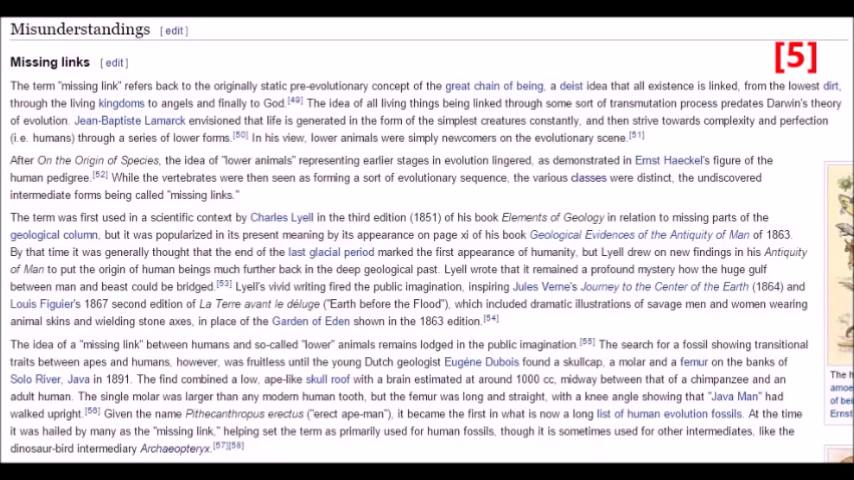 Misunderstandings [edit]
Missing links [edit]
[5]
The term "missing link" refers back to the originally static pre-evolutionary concept of the great chain of being, a deist idea that all existence is linked, from the lowest dirt,
through the living kingdoms to angels and finally to God.[49] The idea of all living things being linked through some sort of transmutation process predates Darwin's theory
of evolution. Jean-Baptiste Lamarck envisioned that life is generated in the form of the simplest creatures constantly, and then strive towards complexity and perfection
(i.e. humans) through a series of lower forms.[50] In his view, lower animals were simply newcomers on the evolutionary scene.[51]
After On the Origin of Species, the idea of "lower animals" representing earlier stages in evolution lingered, as demonstrated in Ernst Haeckel's figure of the
human pedigree.[52] While the vertebrates were then seen as forming a sort of evolutionary sequence, the various classes were distinct, the undiscovered
intermediate forms being called "missing links."
The term was first used in a scientific context by Charles Lyell in the third edition (1851) of his book Elements of Geology in relation to missing parts of the
geological column, but it was popularized in its present meaning by its appearance on page xi of his book Geological Evidences of the Antiquity of Man of 1863.
By that time it was generally thought that the end of the last glacial period marked the first appearance of humanity, but Lyell drew on new findings in his Antiquity
of Man to put the origin of human beings much further back in the deep geological past. Lyell wrote that it remained a profound mystery how the huge gulf
between man and beast could be bridged.[53] Lyell's vivid writing fired the public imagination, inspiring Jules Verne's Journey to the Center of the Earth (1864) and
Louis Figuier's 1867 second edition of La Terre avant le déluge ("Earth before the Flood"), which included dramatic illustrations of savage men and women wearing
animal skins and wielding stone axes, in place of the Garden of Eden shown in the 1863 edition.[54]
The idea of a "missing link" between humans and so-called "lower" animals remains lodged in the public imagination.[55] The search for a fossil showing transitional
traits between apes and humans, however, was fruitless until the young Dutch geologist Eugène Dubois found a skullcap, a molar and a femur on the banks of
Solo River, Java in 1891. The find combined a low, ape-like skull roof with a brain estimated at around 1000 cc, midway between that of a chimpanzee and an
adult human. The single molar was larger than any modern human tooth, but the femur was long and straight, with a knee angle showing that "Java Man" had
walked upright.[56] Given the name Pithecanthropus erectus ("erect ape-man"), it became the first in what is now a long list of human evolution fossils. At the time
it was hailed by many as the "missing link," helping set the term as primarily used for human fossils, though it is sometimes used for other intermediates, like the
dinosaur-bird intermediary Archaeopteryx.[57][58]
The h
amoe
of bei
Ernst